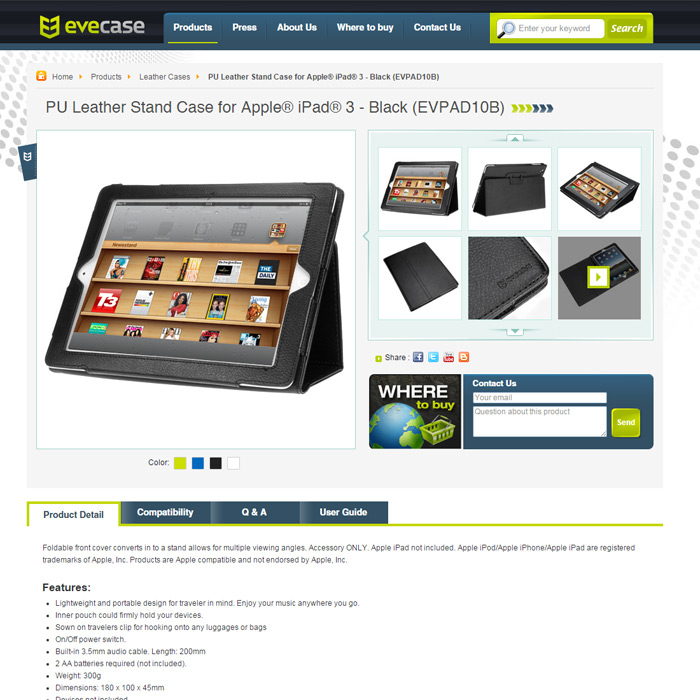 evecase
Products Press About Us Where to buy Contact Us
Enter your keyword Search
Home Products Leather Cases PU Leather Stand Case for Apple® iPad® 3 - Black (EVPAD10B)
PU Leather Stand Case for Apple® iPad® 3 - Black (EVPAD10B)
Newsstand
THE DAILY
T3
Share :
WHERE
to buy
Contact Us
Your email
Question about this product
Send
Color:
Product Detail Compatibility Q & A User Guide
Foldable front cover converts in to a stand allows for multiple viewing angles. Accessory ONLY. Apple iPad not included. Apple iPod/Apple iPhone/Apple iPad are registered
trademarks of Apple, Inc. Products are Apple compatible and not endorsed by Apple, Inc.
Features:
Lightweight and portable design for traveler in mind. Enjoy your music anywhere you go.
Inner pouch could firmly hold your devices.
Sown on travelers clip for hooking onto any luggages or bags
On/Off power switch.
Built-in 3.5mm audio cable. Length: 200mm
2 AA batteries required (not included).
Weight: 300g
Dimensions: 180 x 100 x 45mm
Devices not included